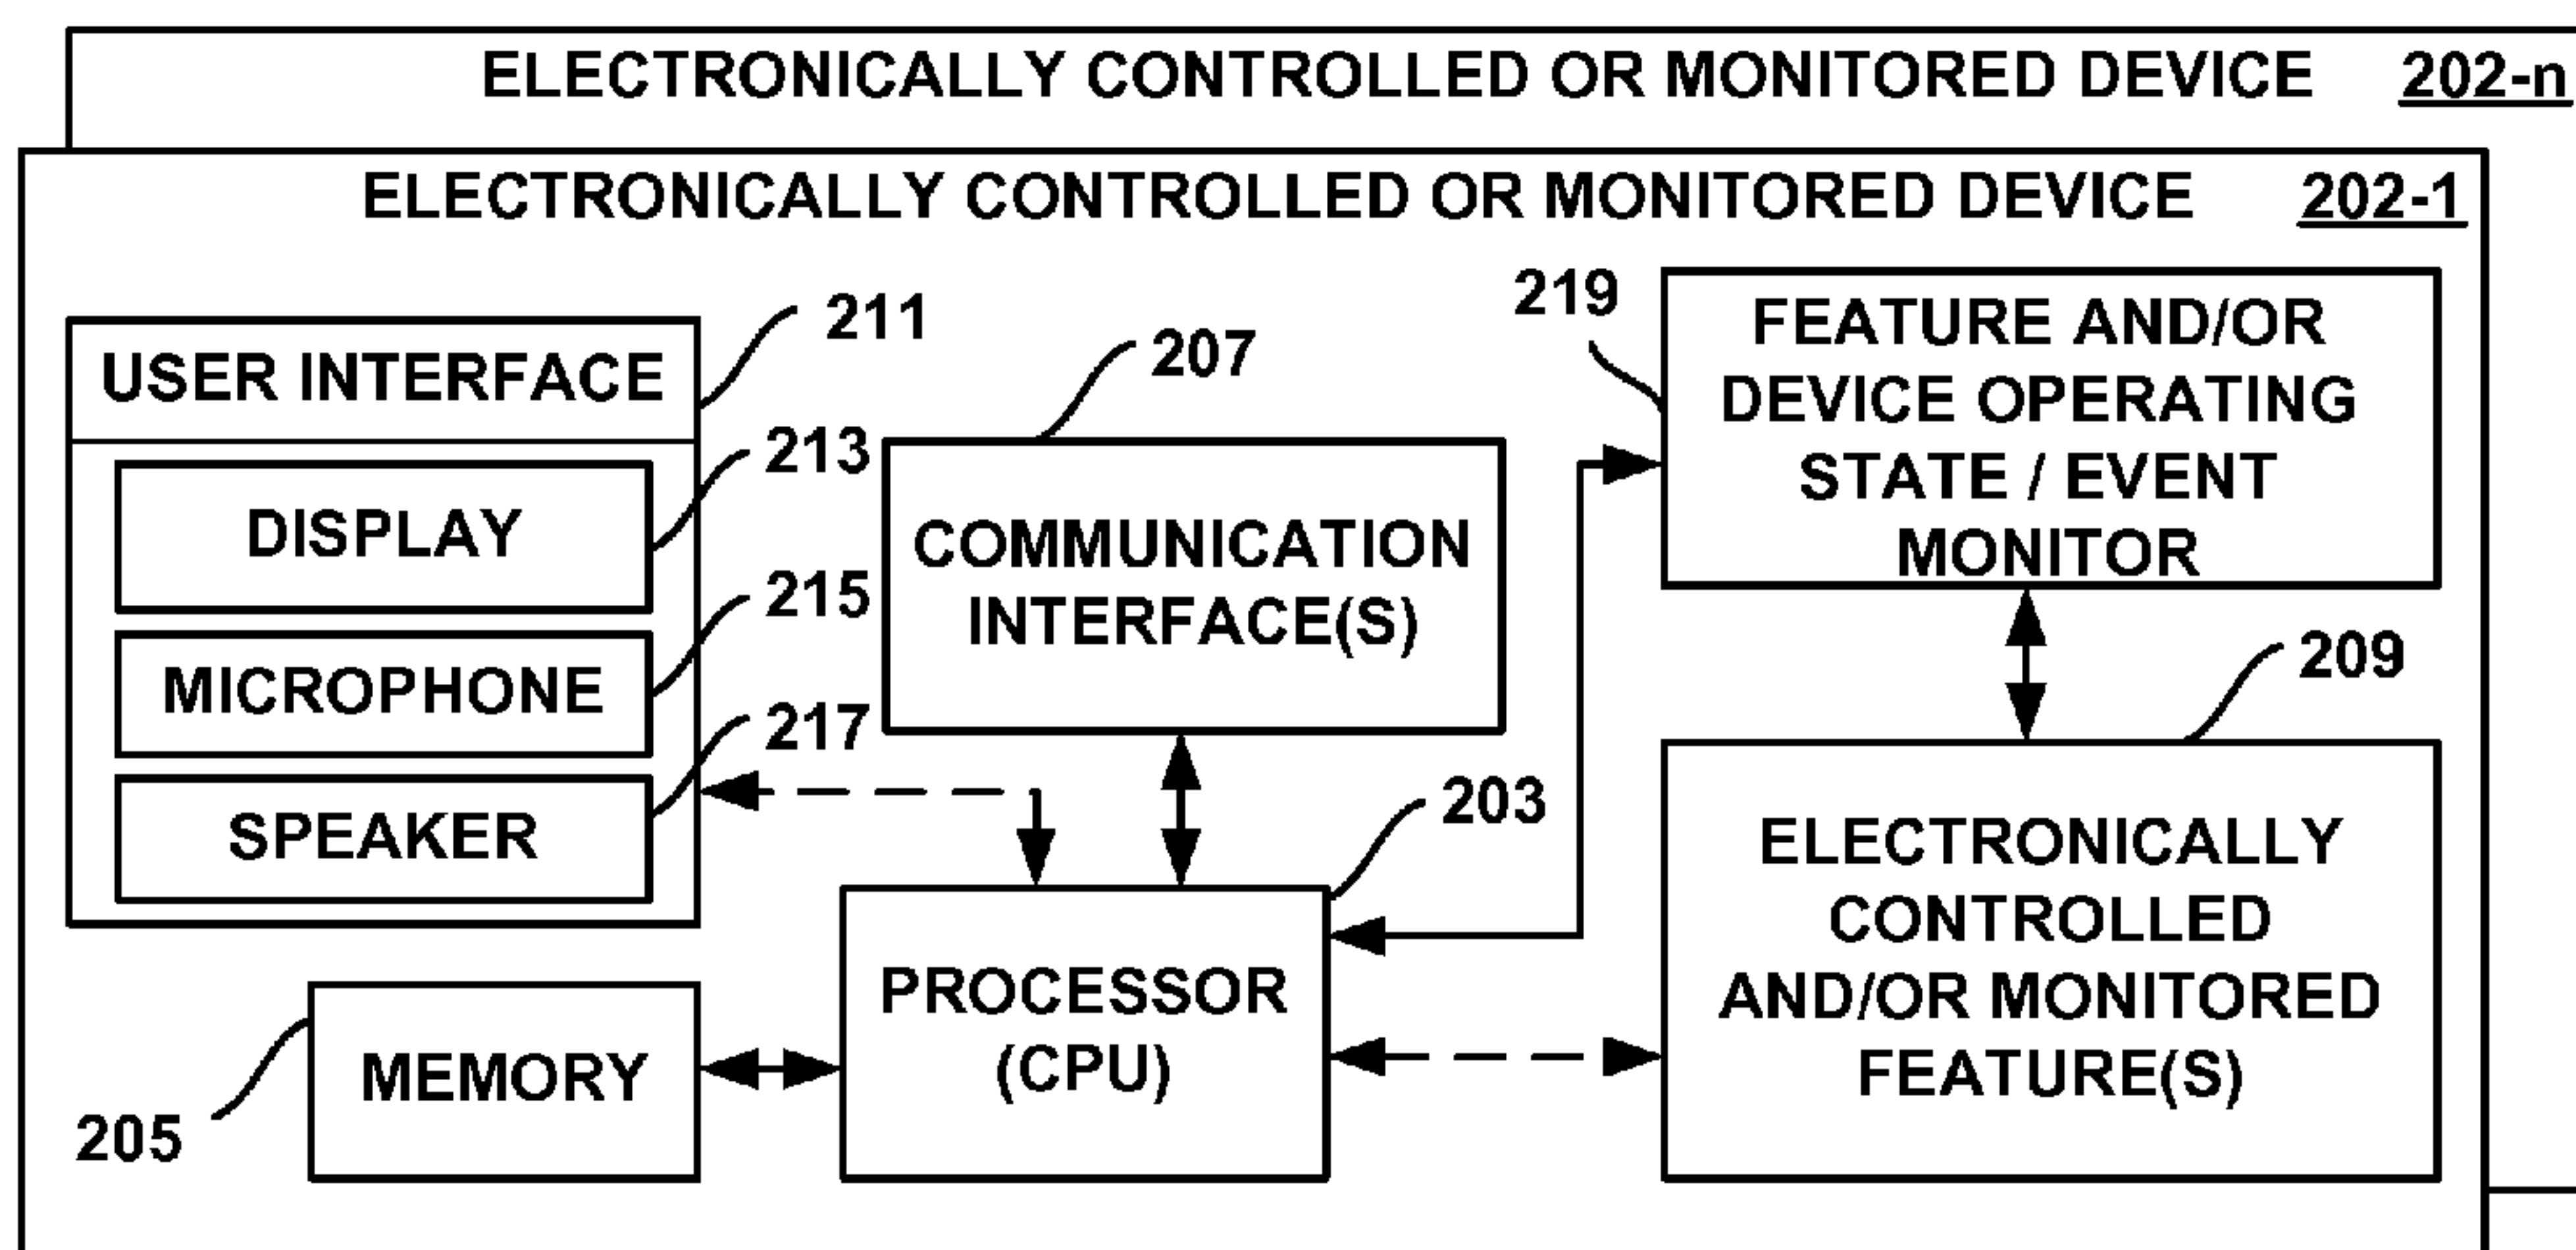 ELECTRONICALLY CONTROLLED OR MONITORED DEVICE 202-n
ELECTRONICALLY CONTROLLED OR MONITORED DEVICE 202-1
USER INTERFACE
211
DISPLAY
213
MICROPHONE
215
SPEAKER
217
207
COMMUNICATION
INTERFACE(S)
219
FEATURE AND/OR
DEVICE OPERATING
STATE / EVENT
MONITOR
209
ELECTRONICALLY
CONTROLLED
AND/OR MONITORED
FEATURE(S)
203
PROCESSOR
(CPU)
MEMORY
205